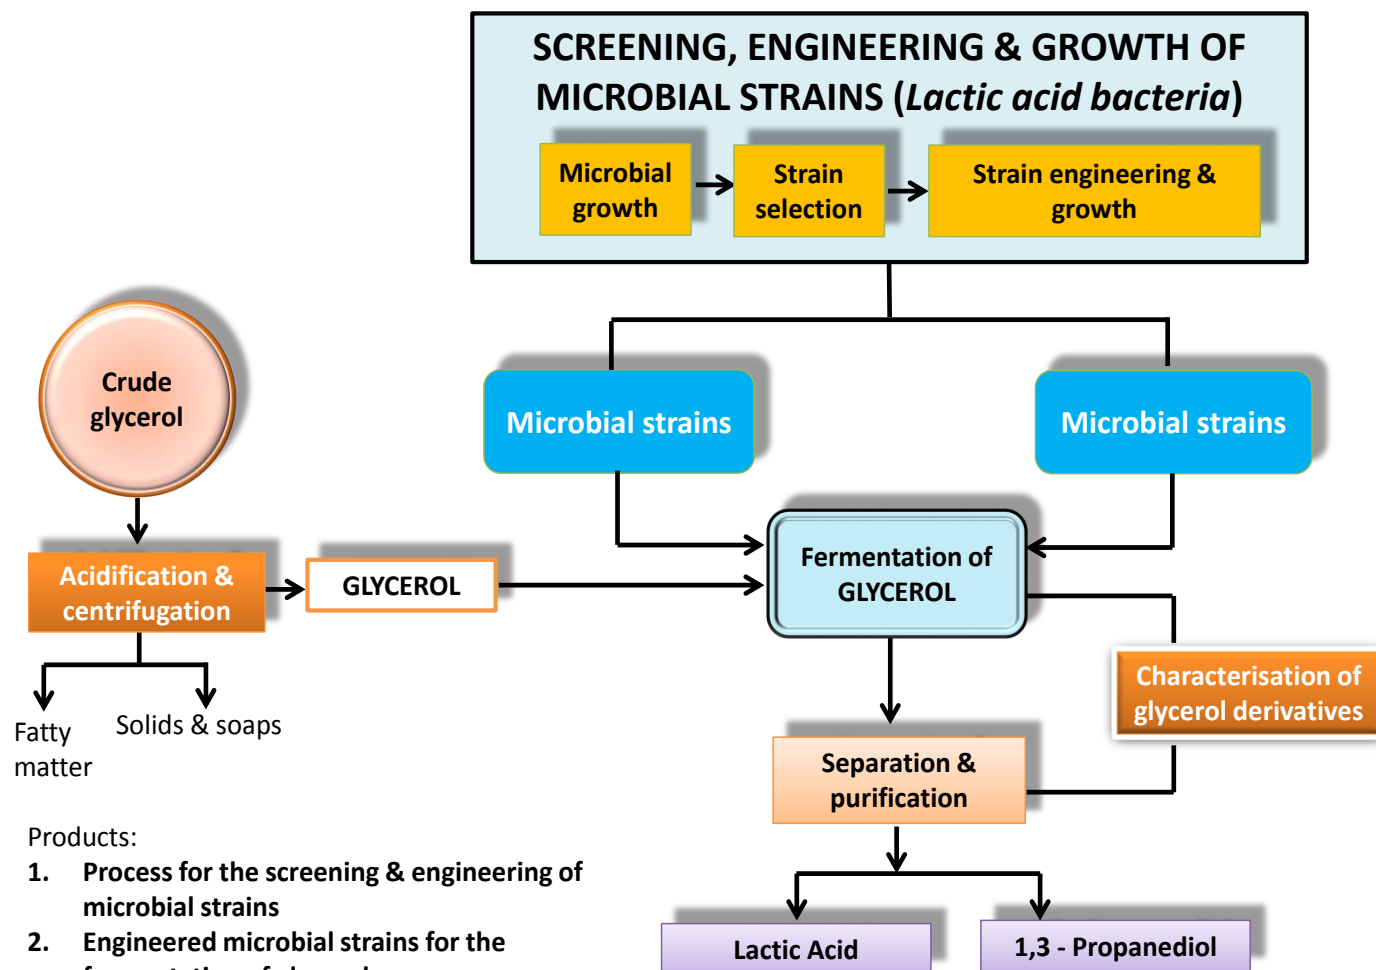 SCREENING, ENGINEERING & GROWTH OF
MICROBIAL STRAINS (Lactic acid bacteria)
Microbial
growth
Strain
selection
Strain engineering &
growth
Crude
glycerol
Microbial strains
Microbial strains
Acidification &
centrifugation
GLYCEROL
Fermentation of
GLYCEROL
Characterisation of
glycerol derivatives
Fatty
matter
Solids & soaps
Separation &
purification
Products:
1. Process for the screening & engineering of
microbial strains
2. Engineered microbial strains for the
Lactic Acid
1,3 - Propanediol